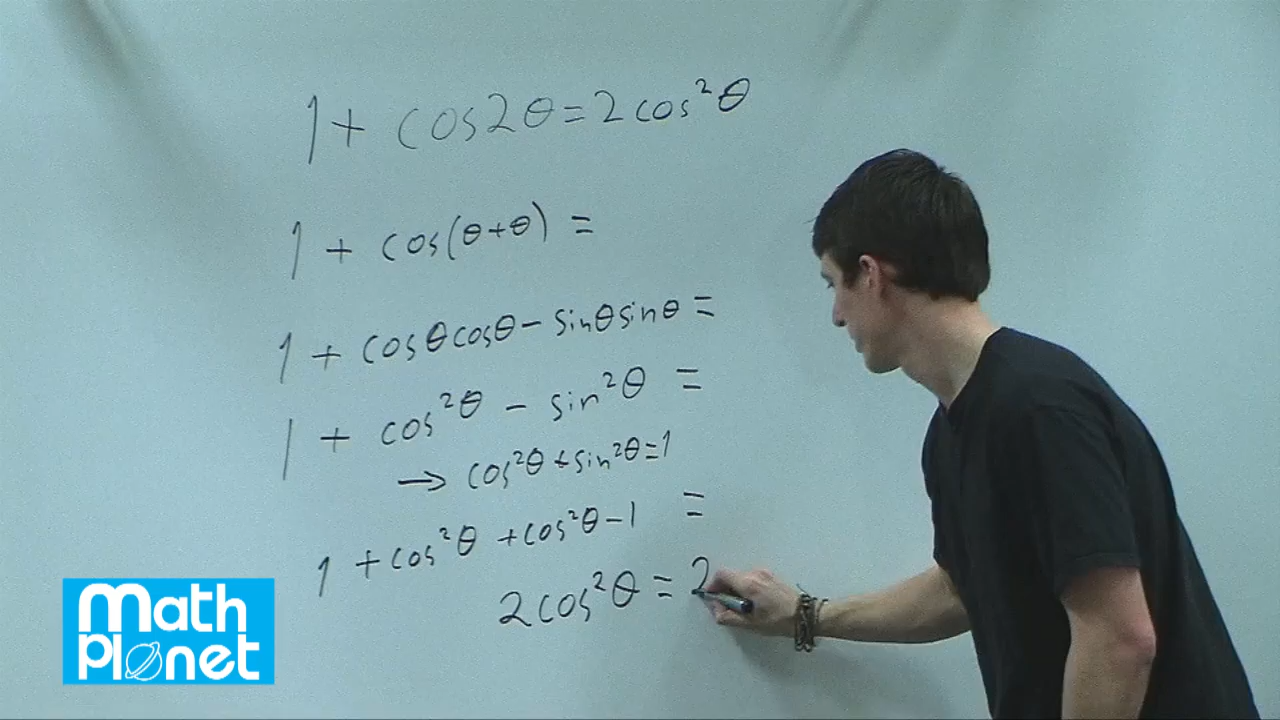 1 + cos2θ = 2cos²θ
1 + cos(θ+θ) =
1 + cosθcosθ - sinθsinθ =
1 + cos²θ - sin²θ =
→ cos²θ + sin²θ = 1
1 + cos²θ + cos²θ - 1 =
2cos²θ = 2
Math
Planet